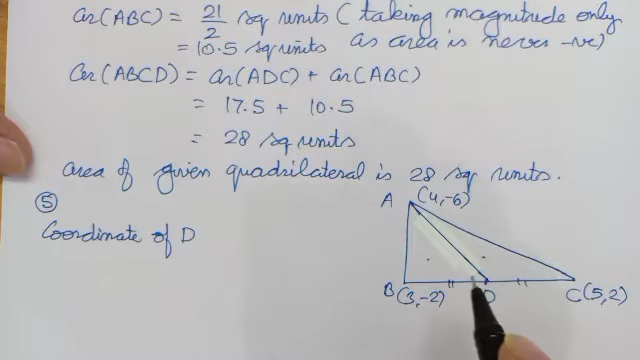 ar(ABC) = 21/2 sq units (taking magnitude only
= 10.5 sq units as area is never -ve)
ar(ABCD) = ar(ADC) + ar(ABC)
= 17.5 + 10.5
= 28 sq units
area of given quadrilateral is 28 sq units.
⑤
A (4,-6)
Coordinate of D
B (3,-2) D C (5,2)